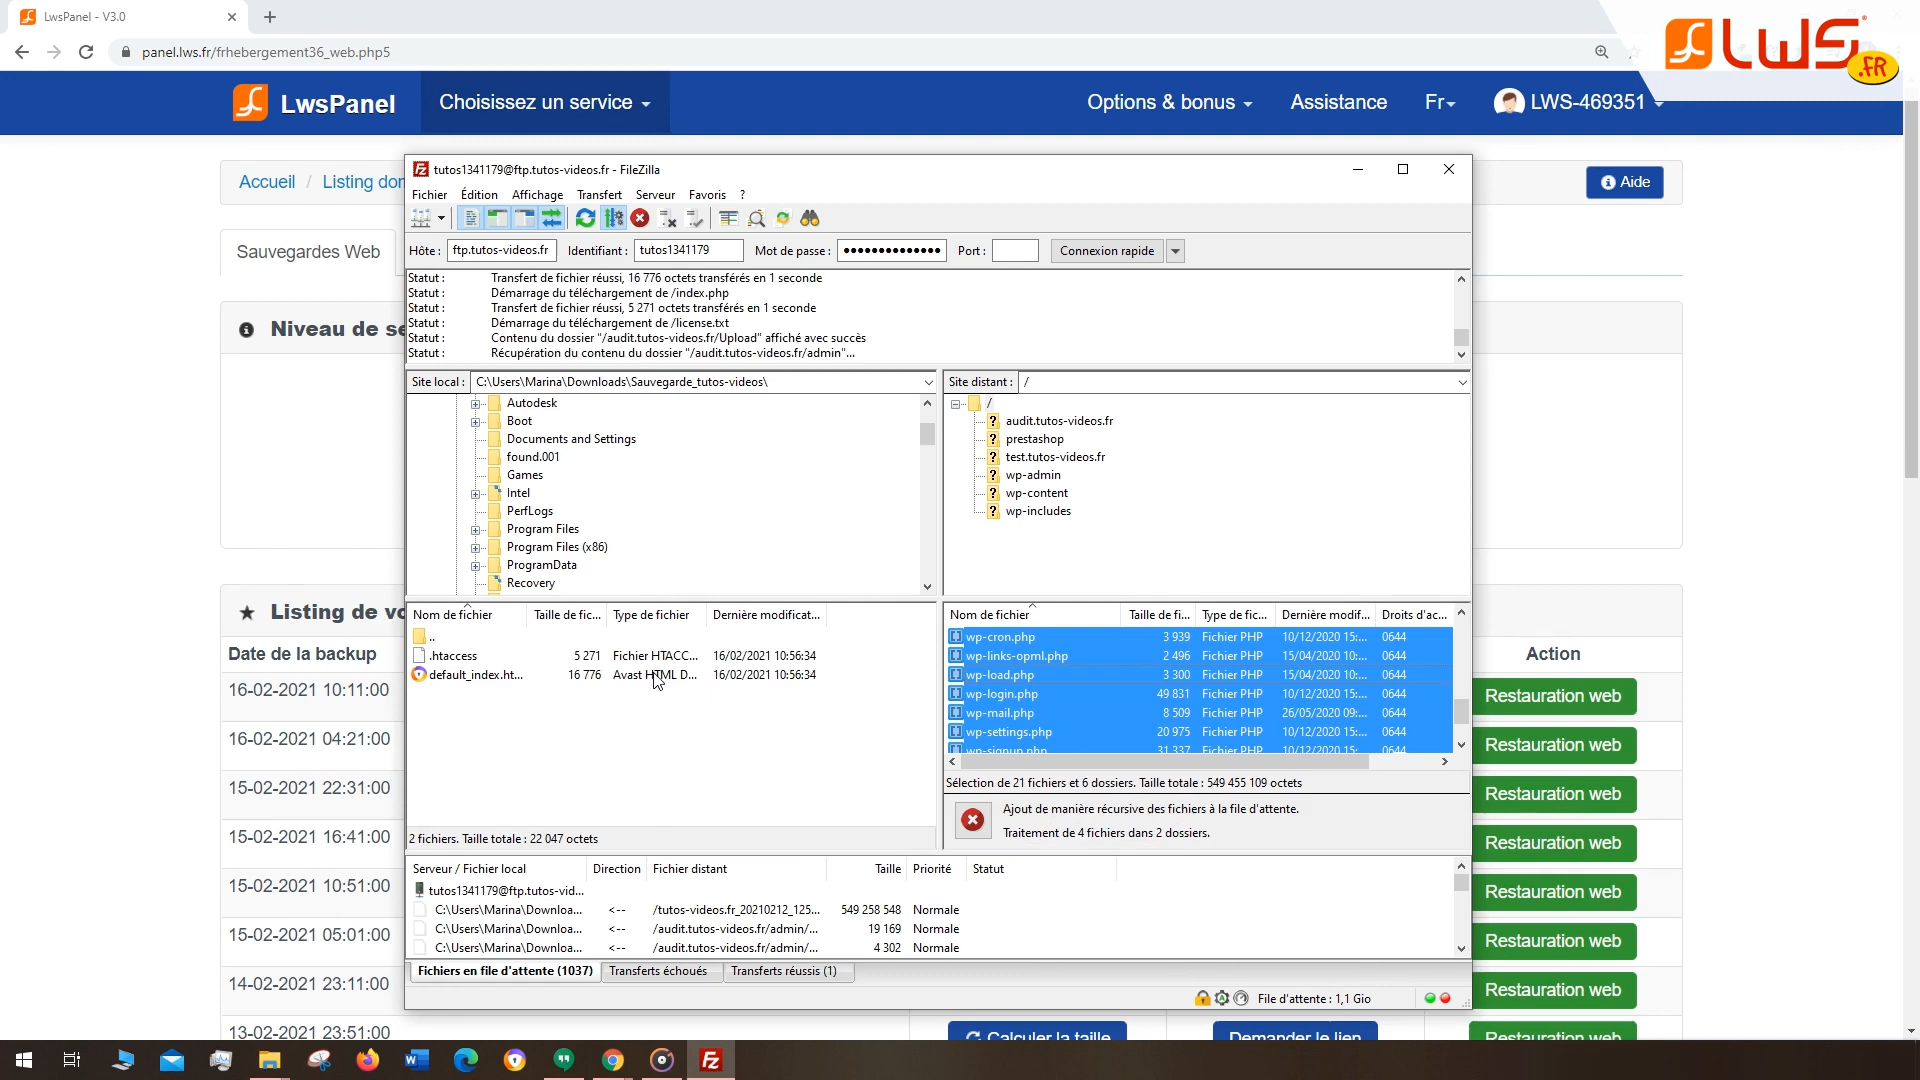 LwsPanel - V3.0
panel.lws.fr/frhebergement36_web.php5
LWS
.FR
LwsPanel
Choisissez un service
Options & bonus
Assistance
Fr
LWS-469351
Accueil / Listing dor
Aide
Sauvegardes Web
Niveau de se
Listing de vo
Date de la backup
Action
16-02-2021 10:11:00
Restauration web
16-02-2021 04:21:00
Restauration web
15-02-2021 22:31:00
Restauration web
15-02-2021 16:41:00
Restauration web
15-02-2021 10:51:00
Restauration web
15-02-2021 05:01:00
Restauration web
14-02-2021 23:11:00
Restauration web
13-02-2021 23:51:00
Calculer la taille
Demander le lien
Restauration web
tutos1341179@ftp.tutos-videos.fr - FileZilla
Fichier Édition Affichage Transfert Serveur Favoris ?
Hôte : ftp.tutos-videos.fr Identifiant : tutos1341179 Mot de passe : ●●●●●●●●●●●●●● Port : Connexion rapide
Statut : Transfert de fichier réussi, 16 776 octets transférés en 1 seconde
Statut : Démarrage du téléchargement de /index.php
Statut : Transfert de fichier réussi, 5 271 octets transférés en 1 seconde
Statut : Démarrage du téléchargement de /license.txt
Statut : Contenu du dossier "/audit.tutos-videos.fr/Upload" affiché avec succès
Statut : Récupération du contenu du dossier "/audit.tutos-videos.fr/admin"...
Site local : C:\Users\Marina\Downloads\Sauvegarde_tutos-videos\
Autodesk
Boot
Documents and Settings
found.001
Games
Intel
PerfLogs
Program Files
Program Files (x86)
ProgramData
Recovery
Site distant : /
/
audit.tutos-videos.fr
prestashop
test.tutos-videos.fr
wp-admin
wp-content
wp-includes
Nom de fichier Taille de fic... Type de fichier Dernière modificat...
..
.htaccess 5 271 Fichier HTACC... 16/02/2021 10:56:34
default_index.ht... 16 776 Avast HTML D... 16/02/2021 10:56:34
2 fichiers. Taille totale : 22 047 octets
Nom de fichier Taille de fi... Type de fic... Dernière modif... Droits d'ac...
wp-cron.php 3 939 Fichier PHP 10/12/2020 15:... 0644
wp-links-opml.php 2 496 Fichier PHP 15/04/2020 10:... 0644
wp-load.php 3 300 Fichier PHP 15/04/2020 10:... 0644
wp-login.php 49 831 Fichier PHP 10/12/2020 15:... 0644
wp-mail.php 8 509 Fichier PHP 26/05/2020 09:... 0644
wp-settings.php 20 975 Fichier PHP 10/12/2020 15:... 0644
wp-signup.php 31 337 Fichier PHP 10/12/2020 15:... 0644
Sélection de 21 fichiers et 6 dossiers. Taille totale : 549 455 109 octets
Ajout de manière récursive des fichiers à la file d'attente.
Traitement de 4 fichiers dans 2 dossiers.
Serveur / Fichier local Direction Fichier distant Taille Priorité Statut
tutos1341179@ftp.tutos-vid...
C:\Users\Marina\Downloa... <-- /tutos-videos.fr_20210212_125... 549 258 548 Normale
C:\Users\Marina\Downloa... <-- /audit.tutos-videos.fr/admin/... 19 169 Normale
C:\Users\Marina\Downloa... <-- /audit.tutos-videos.fr/admin/... 4 302 Normale
Fichiers en file d'attente (1037) Transferts échoués Transferts réussis (1)
File d'attente : 1,1 Gio